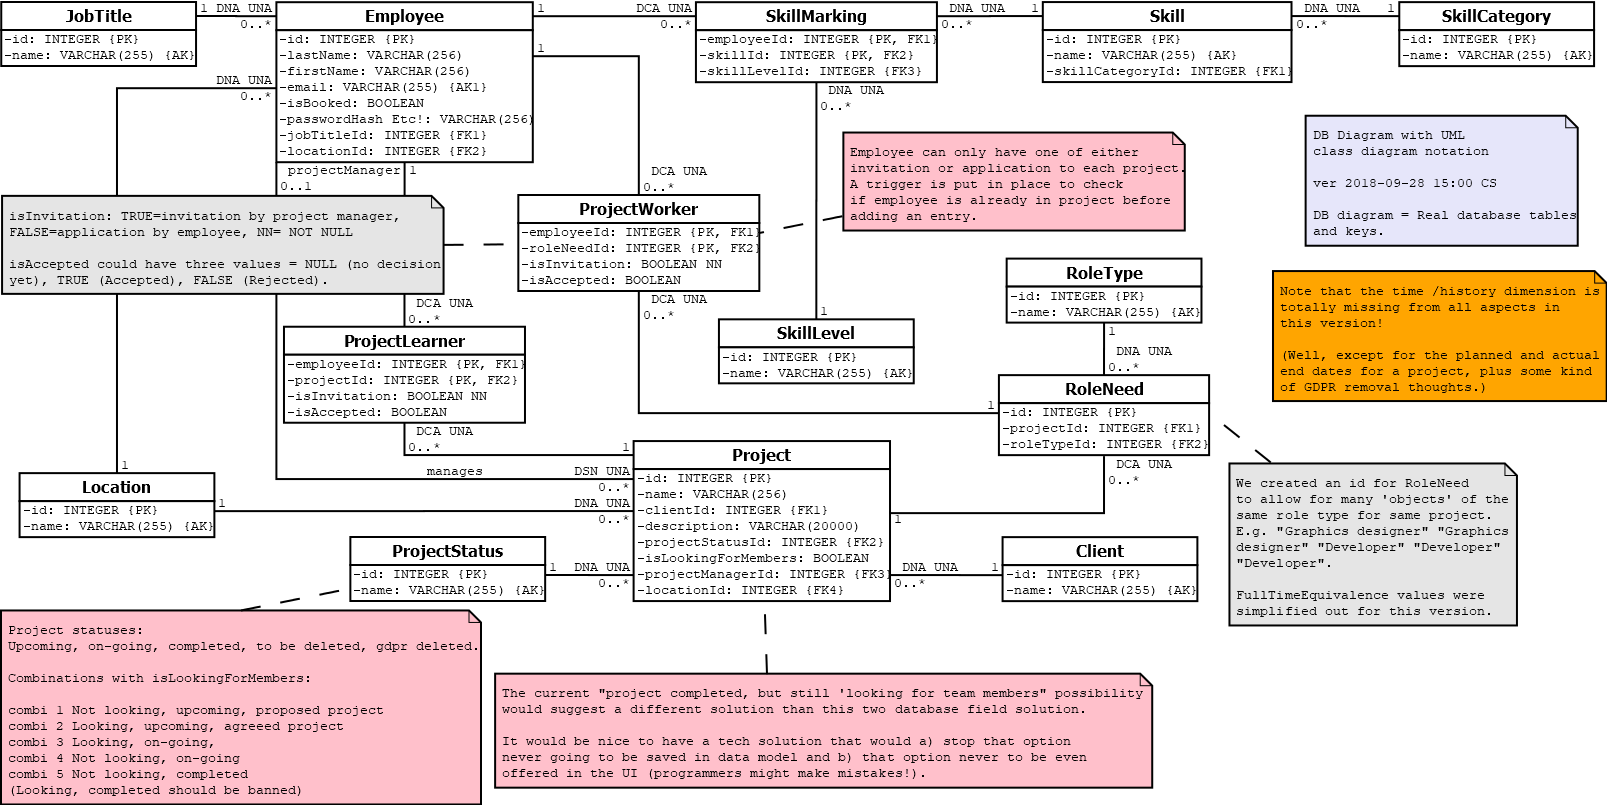 JobTitle
-id: INTEGER {PK}
-name: VARCHAR(255) {AK}
1 DNA UNA
0..*
Employee
-id: INTEGER {PK}
-lastName: VARCHAR(256)
-firstName: VARCHAR(256)
-email: VARCHAR(255) {AK1}
-isBooked: BOOLEAN
-passwordHash Etc!: VARCHAR(256)
-jobTitleId: INTEGER {FK1}
-locationId: INTEGER {FK2}
1
DCA UNA
0..*
1
SkillMarking
-employeeId: INTEGER {PK, FK1}
-skillId: INTEGER {PK, FK2}
-skillLevelId: INTEGER {FK3}
DNA UNA
1
0..*
Skill
-id: INTEGER {PK}
-name: VARCHAR(255) {AK}
-skillCategoryId: INTEGER {FK1}
DNA UNA
1
0..*
SkillCategory
-id: INTEGER {PK}
-name: VARCHAR(255) {AK}
DNA UNA
0..*
DNA UNA
0..*
projectManager
1
0..1
DCA UNA
0..*
Employee can only have one of either
invitation or application to each project.
A trigger is put in place to check
if employee is already in project before
adding an entry.
DB Diagram with UML
class diagram notation
ver 2018-09-28 15:00 CS
DB diagram = Real database tables
and keys.
isInvitation: TRUE=invitation by project manager,
FALSE=application by employee, NN= NOT NULL
isAccepted could have three values = NULL (no decision
yet), TRUE (Accepted), FALSE (Rejected).
ProjectWorker
-employeeId: INTEGER {PK, FK1}
-roleNeedId: INTEGER {PK, FK2}
-isInvitation: BOOLEAN NN
-isAccepted: BOOLEAN
DCA UNA
0..*
DCA UNA
0..*
1
SkillLevel
-id: INTEGER {PK}
-name: VARCHAR(255) {AK}
RoleType
-id: INTEGER {PK}
-name: VARCHAR(255) {AK}
1
DNA UNA
0..*
Note that the time /history dimension is
totally missing from all aspects in
this version!
(Well, except for the planned and actual
end dates for a project, plus some kind
of GDPR removal thoughts.)
ProjectLearner
-employeeId: INTEGER {PK, FK1}
-projectId: INTEGER {PK, FK2}
-isInvitation: BOOLEAN NN
-isAccepted: BOOLEAN
DCA UNA
0..*
1
RoleNeed
-id: INTEGER {PK}
-projectId: INTEGER {FK1}
-roleTypeId: INTEGER {FK2}
DCA UNA
0..*
1
Location
-id: INTEGER {PK}
-name: VARCHAR(255) {AK}
1
manages
1
DSN UNA
0..*
DNA UNA
0..*
Project
-id: INTEGER {PK}
-name: VARCHAR(256)
-clientId: INTEGER {FK1}
-description: VARCHAR(20000)
-projectStatusId: INTEGER {FK2}
-isLookingForMembers: BOOLEAN
-projectManagerId: INTEGER {FK3}
-locationId: INTEGER {FK4}
1
We created an id for RoleNeed
to allow for many 'objects' of the
same role type for same project.
E.g. "Graphics designer" "Graphics
designer" "Developer" "Developer"
"Developer".
FullTimeEquivalence values were
simplified out for this version.
ProjectStatus
-id: INTEGER {PK}
-name: VARCHAR(255) {AK}
1 DNA UNA
0..*
DNA UNA
1
0..*
Client
-id: INTEGER {PK}
-name: VARCHAR(255) {AK}
Project statuses:
Upcoming, on-going, completed, to be deleted, gdpr deleted.
Combinations with isLookingForMembers:
combi 1 Not looking, upcoming, proposed project
combi 2 Looking, upcoming, agreeed project
combi 3 Looking, on-going,
combi 4 Not looking, on-going
combi 5 Not looking, completed
(Looking, completed should be banned)
The current "project completed, but still 'looking for team members" possibility
would suggest a different solution than this two database field solution.
It would be nice to have a tech solution that would a) stop that option
never going to be saved in data model and b) that option never to be even
offered in the UI (programmers might make mistakes!).